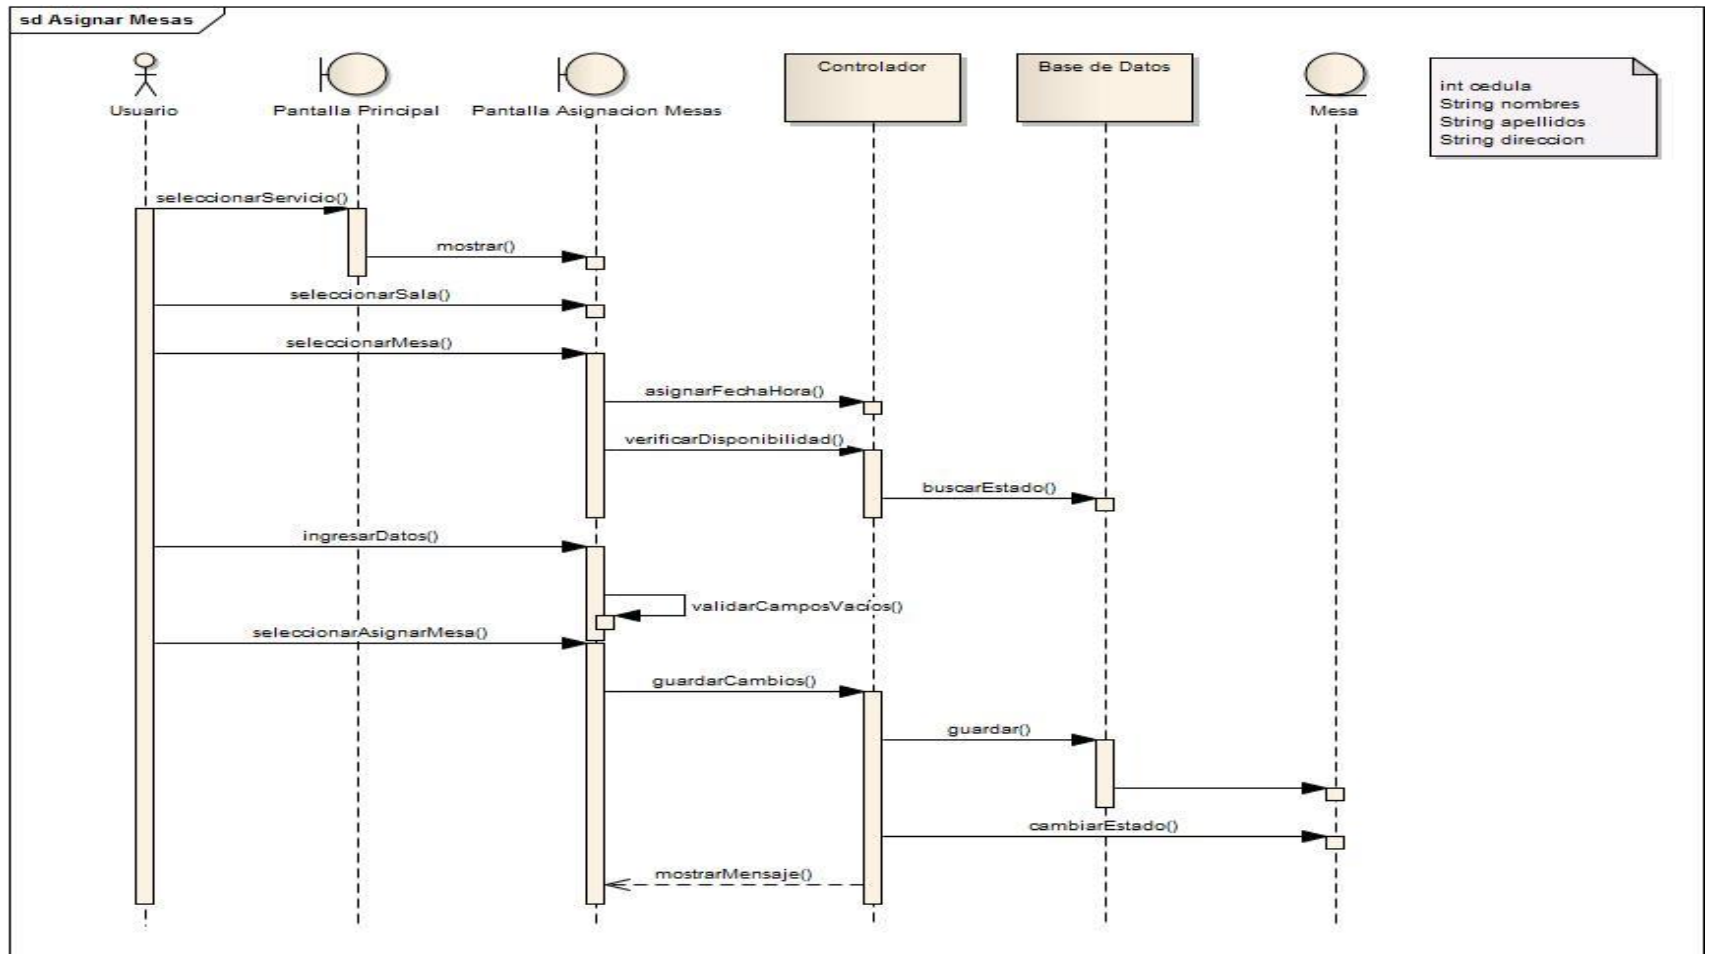 sd Asignar Mesas
Usuario
Pantalla Principal
Pantalla Asignacion Mesas
Controlador
Base de Datos
Mesa
int cedula
String nombres
String apellidos
String direccion
seleccionarServicio()
mostrar()
seleccionarSala()
seleccionarMesa()
asignarFechaHora()
verificarDisponibilidad()
buscarEstado()
ingresarDatos()
validarCamposVacios()
seleccionarAsignarMesa()
guardarCambios()
guardar()
cambiarEstado()
mostrarMensaje()